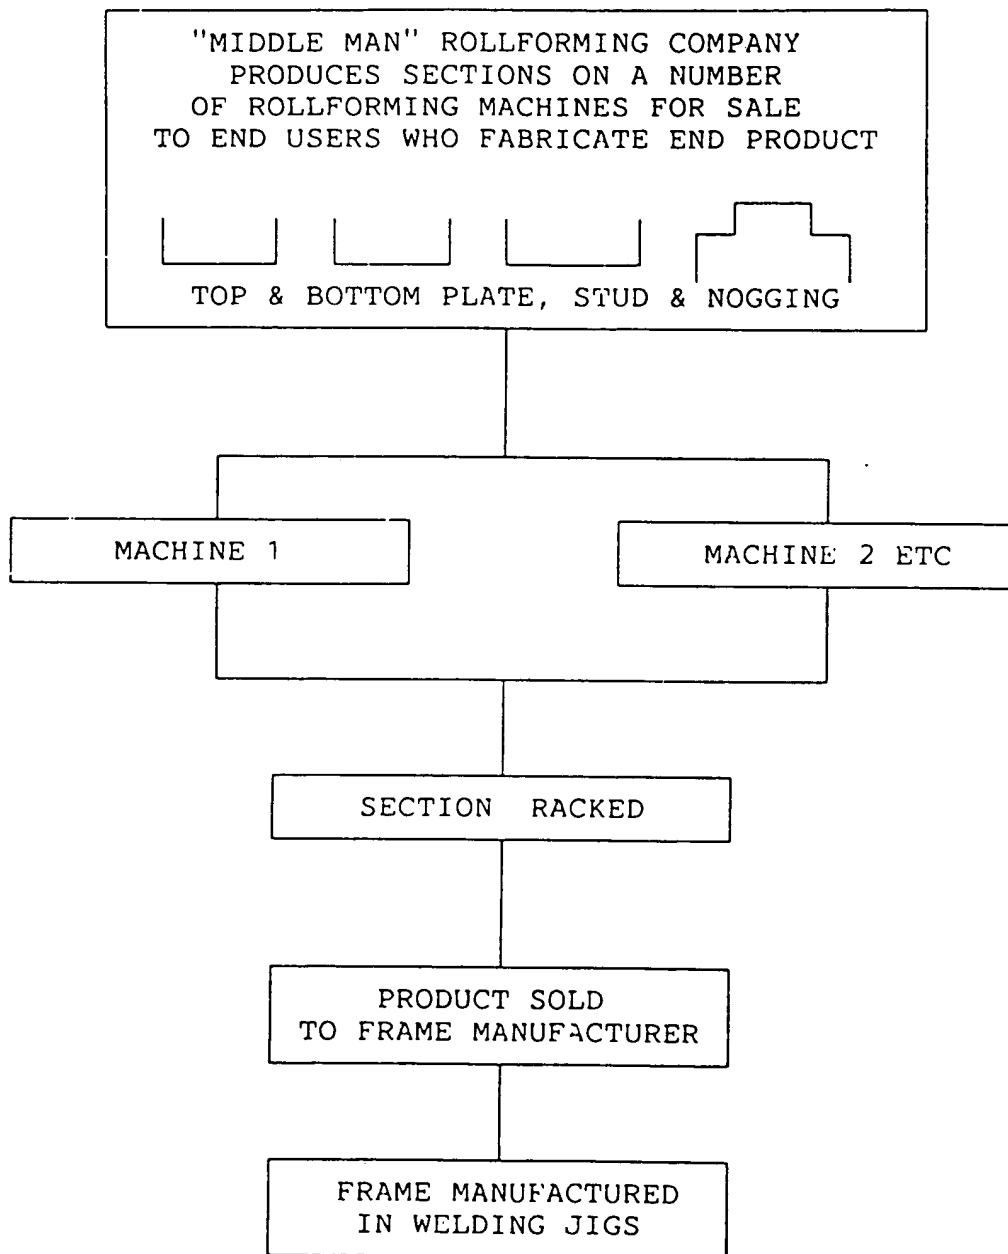 "MIDDLE MAN" ROLLFORMING COMPANY
PRODUCES SECTIONS ON A NUMBER
OF ROLLFORMING MACHINES FOR SALE
TO END USERS WHO FABRICATE END PRODUCT
TOP & BOTTOM PLATE, STUD & NOGGING
MACHINE 1
MACHINE 2 ETC
SECTION RACKED
PRODUCT SOLD
TO FRAME MANUFACTURER
FRAME MANUFACTURED
IN WELDING JIGS